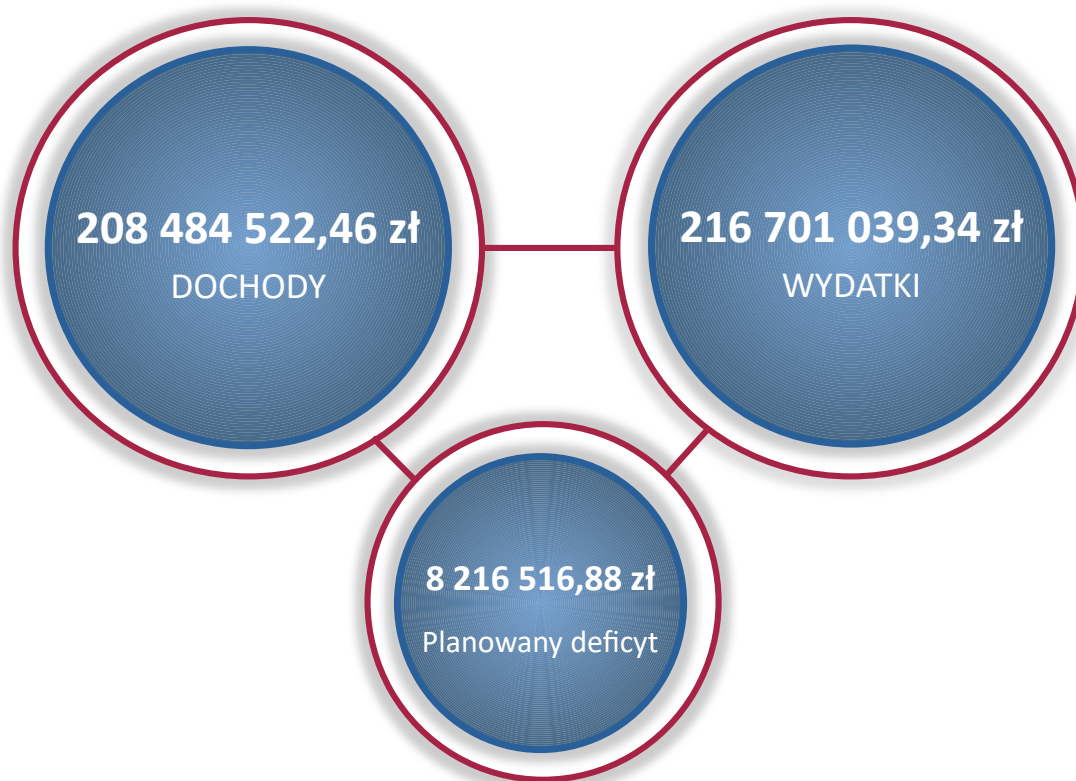 208 484 522,46 zł
DOCHODY
216 701 039,34 zł
WYDATKI
8 216 516,88 zł
Planowany deficyt